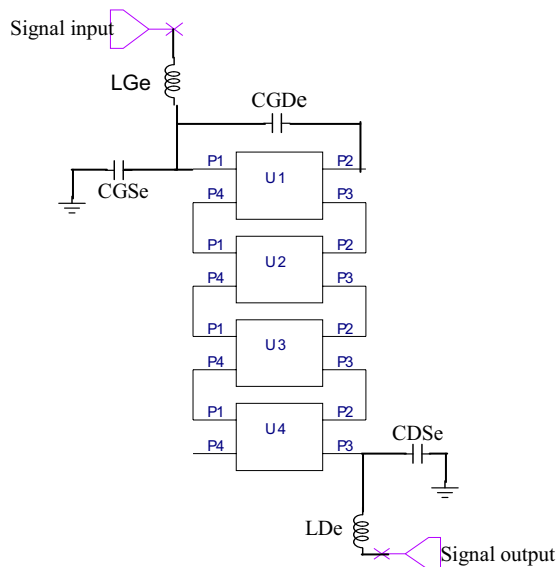 Signal input
LGe
CGDe
CGSe
P1 U1 P2
P4 P3
P1 U2 P2
P4 P3
P1 U3 P2
P4 P3
P1 U4 P2
P4 P3
CDSe
LDe
Signal output